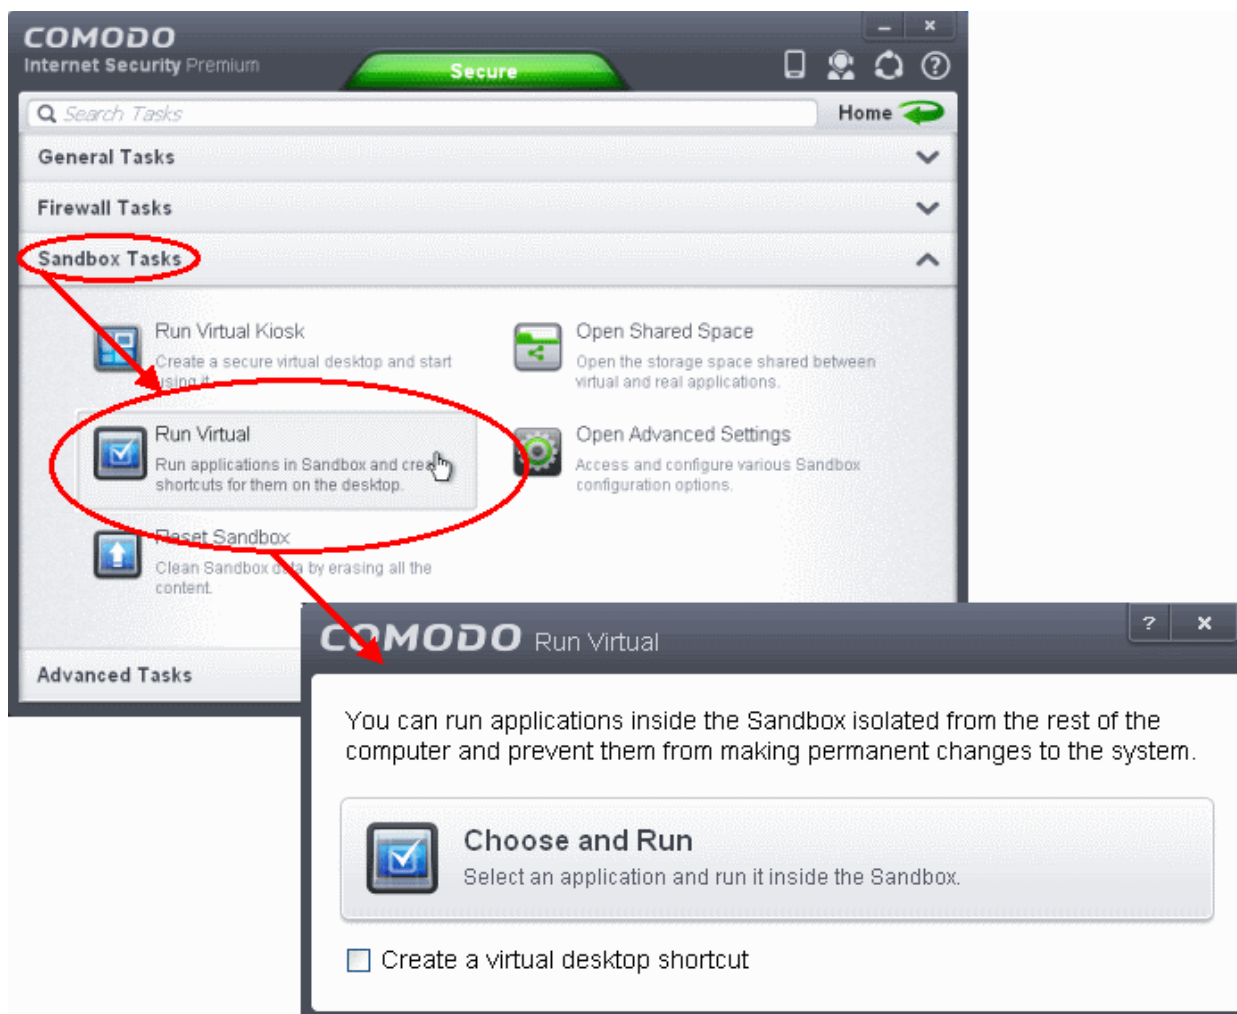 COMODO
Internet Security Premium
Secure
Search Tasks
Home
General Tasks
Firewall Tasks
Sandbox Tasks
Run Virtual Kiosk
Create a secure virtual desktop and start
using it.
Open Shared Space
Open the storage space shared between
virtual and real applications.
Run Virtual
Run applications in Sandbox and create
shortcuts for them on the desktop.
Open Advanced Settings
Access and configure various Sandbox
configuration options.
Reset Sandbox
Clean Sandbox data by erasing all the
content.
Advanced Tasks
COMODO Run Virtual
You can run applications inside the Sandbox isolated from the rest of the
computer and prevent them from making permanent changes to the system.
Choose and Run
Select an application and run it inside the Sandbox.
Create a virtual desktop shortcut